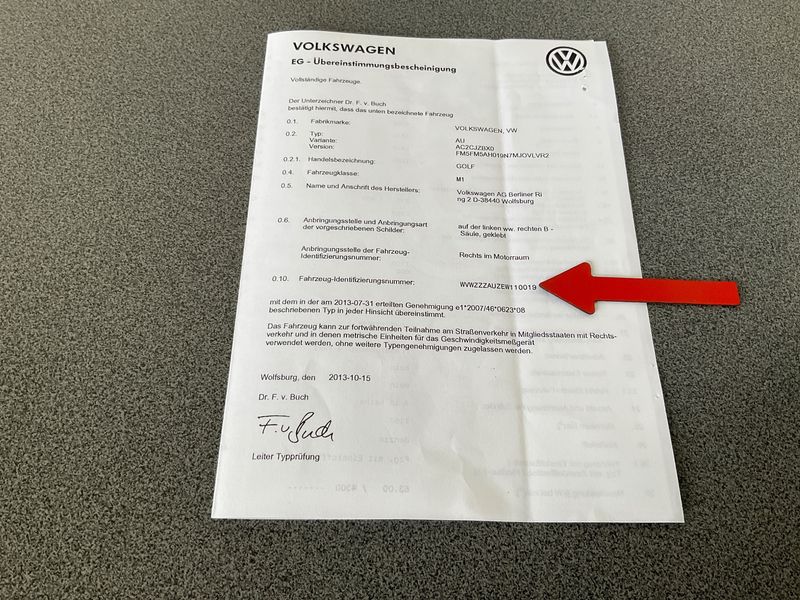 VOLKSWAGEN
EG - Übereinstimmungsbescheinigung
Vollständige Fahrzeuge.
Der Unterzeichner Dr. F. v. Buch
bestätigt hiermit, dass das unten bezeichnete Fahrzeug
0.1. Fabrikmarke: VOLKSWAGEN, VW
0.2. Typ: AU
Variante: AC2CJZBX0
Version: FM5FM5AH019N7MJOVLVR2
0.2.1. Handelsbezeichnung: GOLF
0.4. Fahrzeugklasse: M1
0.5. Name und Anschrift des Herstellers: Volkswagen AG Berliner Ri
ng 2 D-38440 Wolfsburg
0.6. Anbringungsstelle und Anbringungsart auf der linken ww. rechten B -
der vorgeschriebenen Schilder: Säule, geklebt
Anbringungsstelle der Fahrzeug-
Identifizierungsnummer: Rechts im Motorraum
0.10. Fahrzeug-Identifizierungsnummer: WVWZZZAUZEW110019
mit dem in der am 2013-07-31 erteilten Genehmigung e1*2007/46*0623*08
beschriebenen Typ in jeder Hinsicht übereinstimmt.
Das Fahrzeug kann zur fortwährenden Teilnahme am Straßenverkehr in Mitgliedsstaaten mit Rechts-
verkehr und in denen metrische Einheiten für das Geschwindigkeitsmeßgerät
verwendet werden, ohne weitere Typengenehmigungen zugelassen werden.
Wolfsburg, den 2013-10-15
Dr. F. v. Buch
F. v. Buch
Leiter Typprüfung